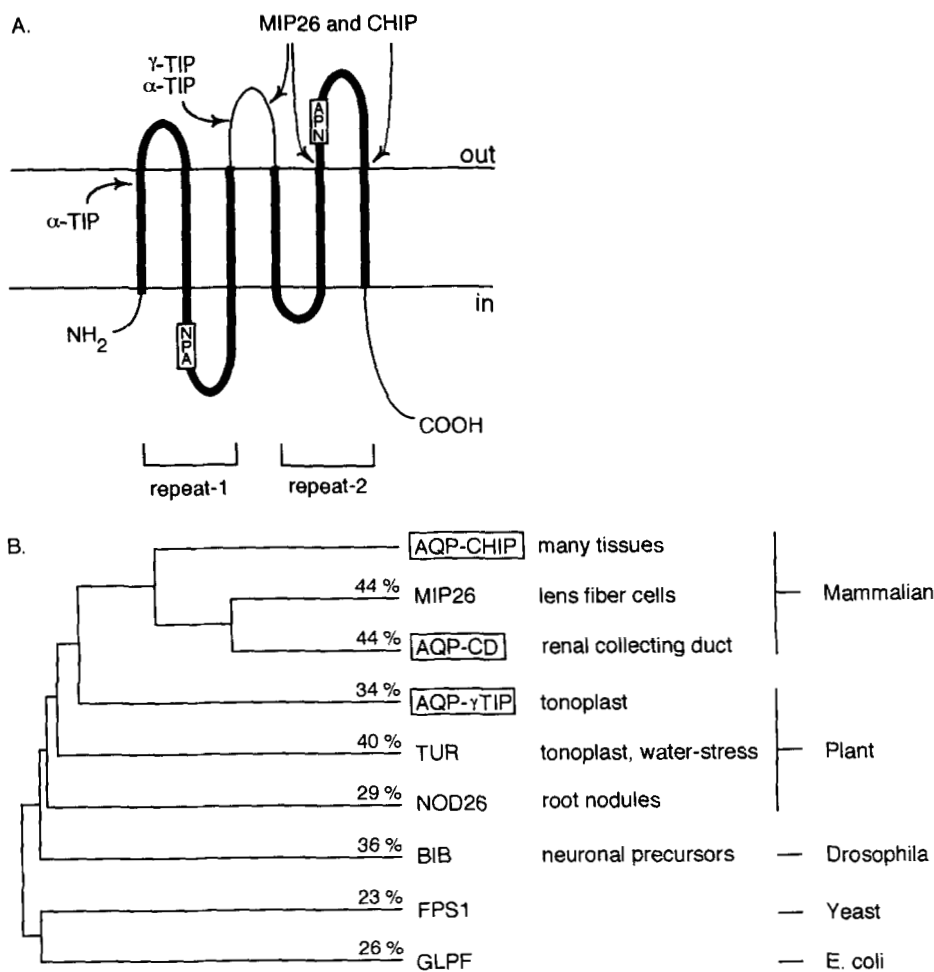 A.
MIP26 and CHIP
γ-TIP
α-TIP
APN
out
α-TIP
in
NH2
NPA
COOH
repeat-1
repeat-2
B.
AQP-CHIP many tissues
44 % MIP26 lens fiber cells
Mammalian
44 % AQP-CD renal collecting duct
34 % AQP-γTIP tonoplast
40 % TUR tonoplast, water-stress
Plant
29 % NOD26 root nodules
36 % BIB neuronal precursors Drosophila
23 % FPS1 Yeast
26 % GLPF E. coli